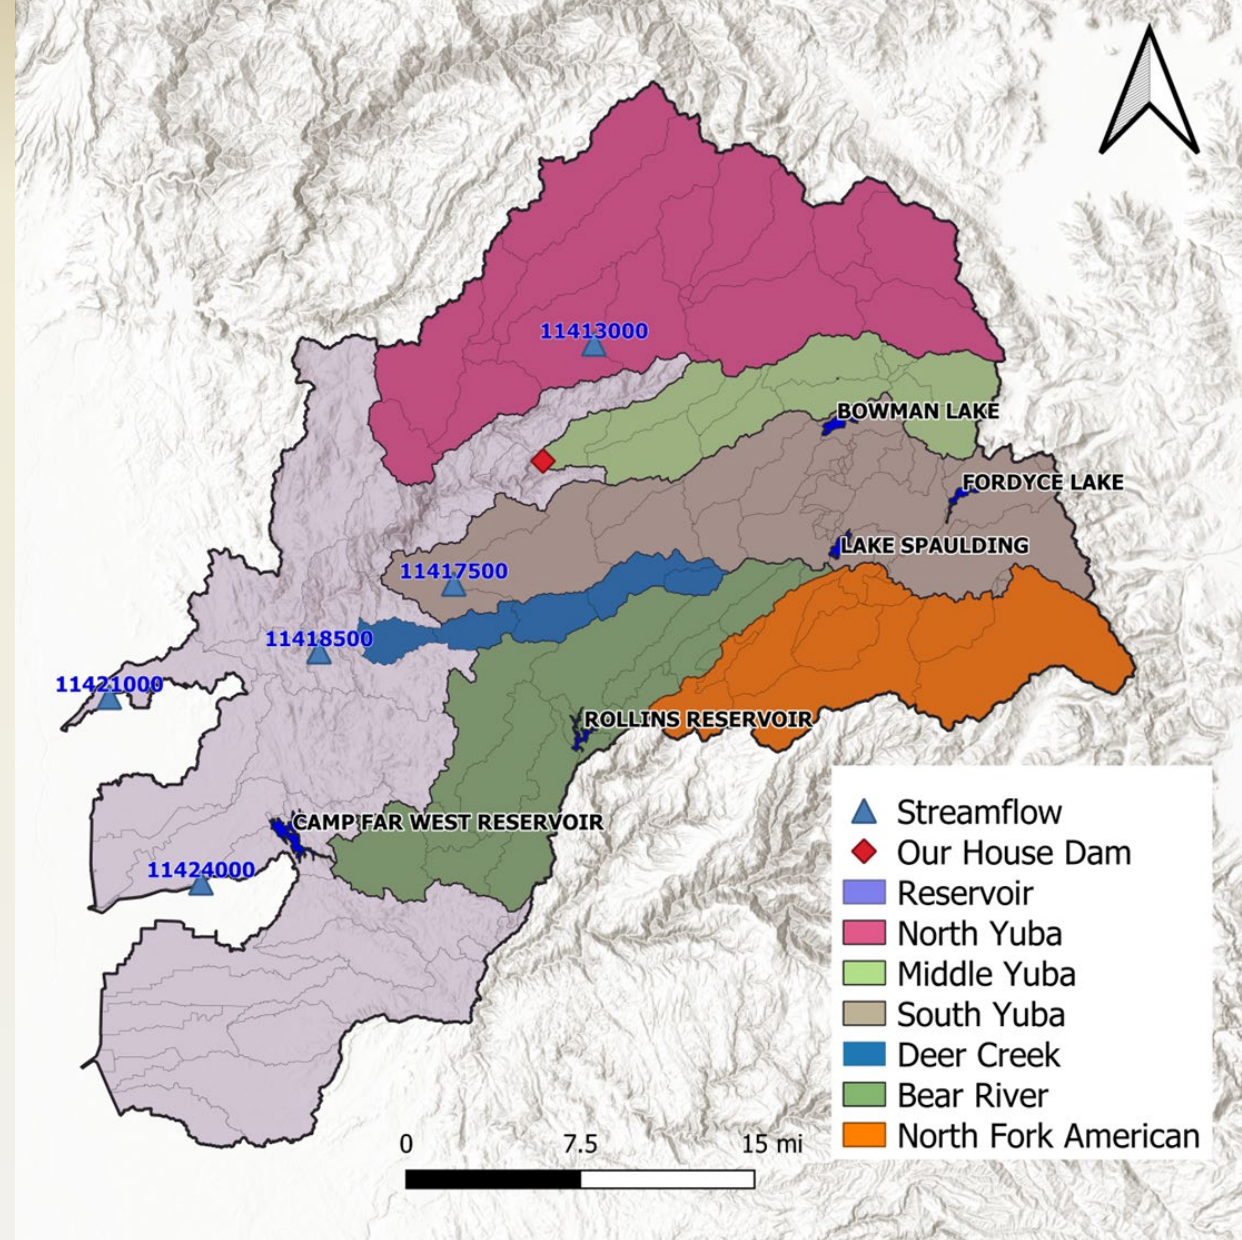 11413000
BOWMAN LAKE
FORDYCE LAKE
LAKE SPAULDING
11417500
11418500
11421000
ROLLINS RESERVOIR
CAMP FAR WEST RESERVOIR
11424000
Streamflow
Our House Dam
Reservoir
North Yuba
Middle Yuba
South Yuba
Deer Creek
Bear River
North Fork American
0 7.5 15 mi